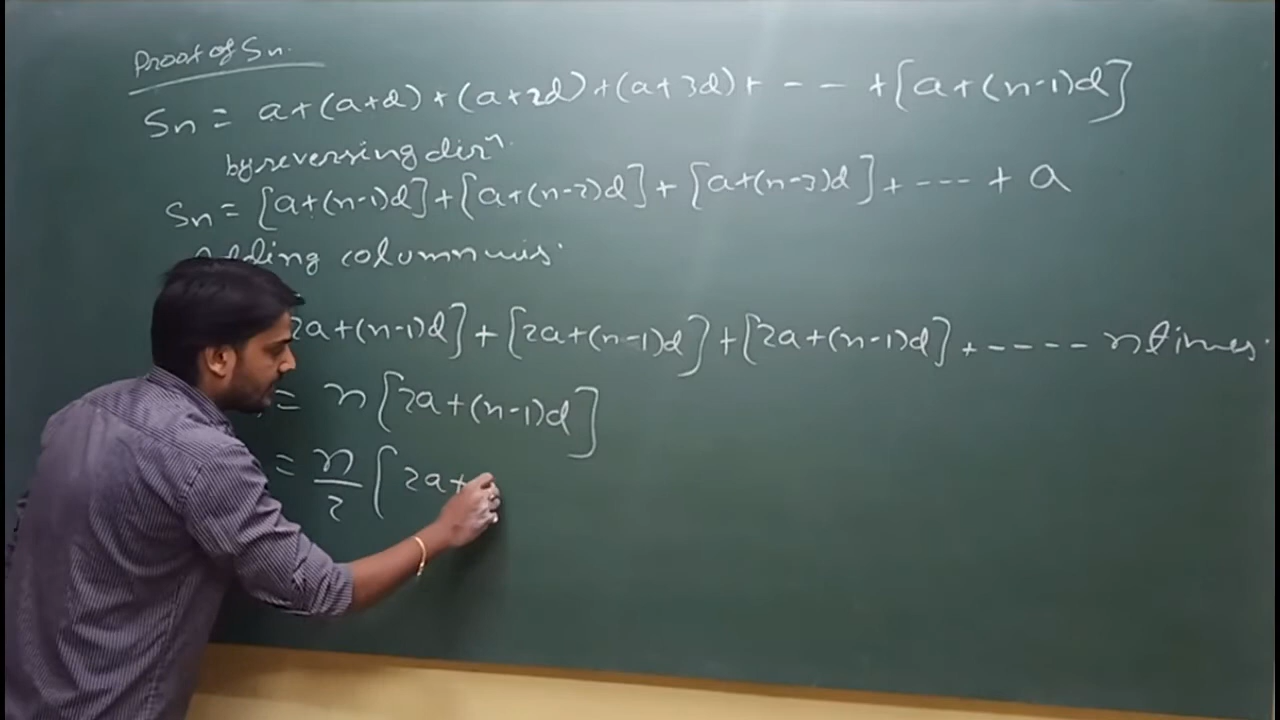 Proof of Sn.
Sn = a+(a+d)+(a+2d)+(a+3d)+ - - - +[a+(n-1)d]
by reversing dirⁿ.
Sn = [a+(n-1)d]+[a+(n-2)d]+[a+(n-3)d]+ - - - - + a
Adding columnwis.
2a+(n-1)d]+[2a+(n-1)d]+[2a+(n-1)d]+ - - - - n times.
= n[2a+(n-1)d]
= n/2 [2a+